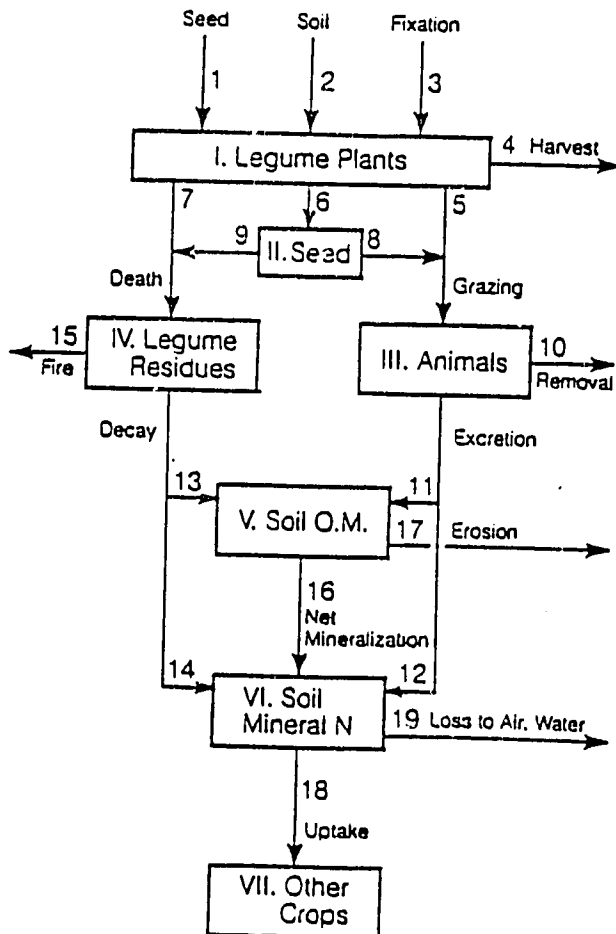 Seed Soil Fixation
1 2 3
I. Legume Plants
4 Harvest
7 6 5
9 II. Seed 8
Death Grazing
15 Fire
IV. Legume
Residues
III. Animals
10 Removal
Decay Excretion
13 11
V. Soil O.M.
17 Erosion
16
Net
Mineralization
14 12
VI. Soil
Mineral N
19 Loss to Air, Water
18
Uptake
VII. Other
Crops